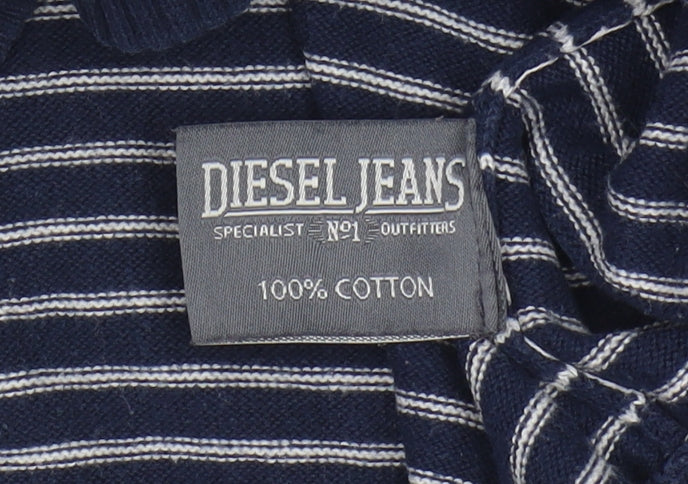 DIESEL JEANS
SPECIALIST Nº1 OUTFITTERS
100% COTTON